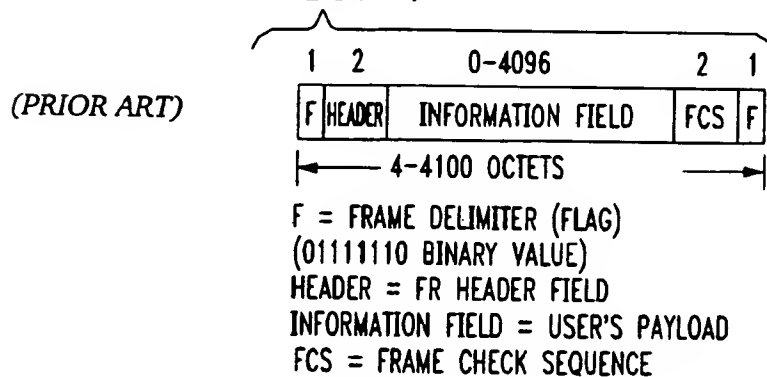 1 2 0-4096 2 1
(PRIOR ART)
F HEADER INFORMATION FIELD FCS F
4-4100 OCTETS
F = FRAME DELIMITER (FLAG)
(01111110 BINARY VALUE)
HEADER = FR HEADER FIELD
INFORMATION FIELD = USER'S PAYLOAD
FCS = FRAME CHECK SEQUENCE